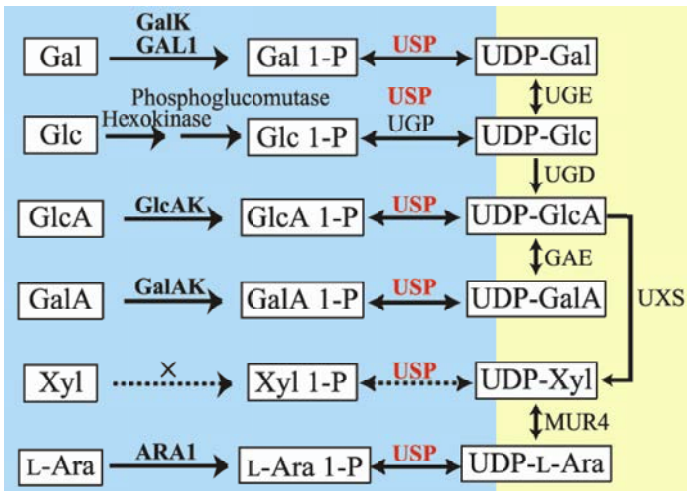 GalK
GAL1
Gal
Gal 1-P
USP
UDP-Gal
UGE
Phosphoglucomutase
Hexokinase
Glc
Glc 1-P
USP
UGP
UDP-Glc
UGD
GlcA
GlcAK
GlcA 1-P
USP
UDP-GlcA
GAE
GalA
GalAK
GalA 1-P
USP
UDP-GalA
UXS
Xyl
×
Xyl 1-P
USP
UDP-Xyl
MUR4
L-Ara
ARA1
L-Ara 1-P
USP
UDP-L-Ara